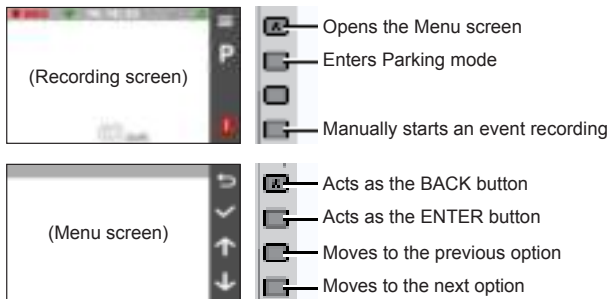 Opens the Menu screen
P
Enters Parking mode
(Recording screen)
Manually starts an event recording
Acts as the BACK button
Acts as the ENTER button
(Menu screen)
Moves to the previous option
Moves to the next option